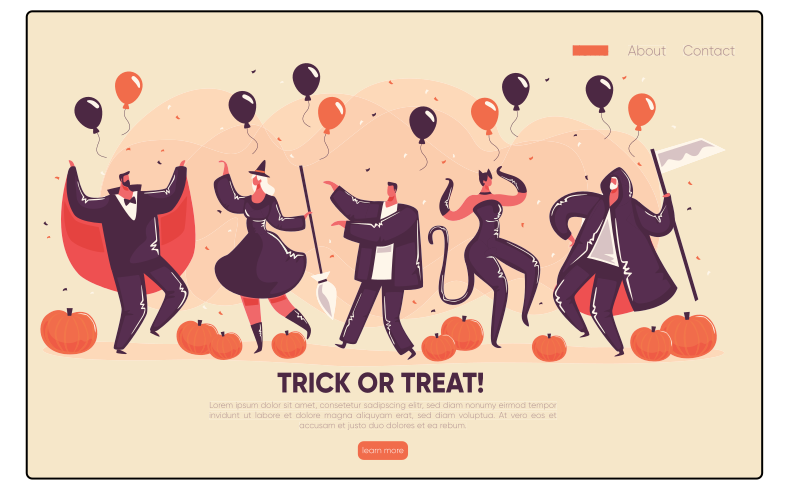 About Contact
TRICK OR TREAT!
Lorem ipsum dolor sit amet, consetetur sadipscing elitr, sed diam nonumy eirmod tempor
invidunt ut labore et dolore magna aliquyam erat, sed diam voluptua. At vero eos et
accusam et justo duo dolores et ea rebum.
learn more